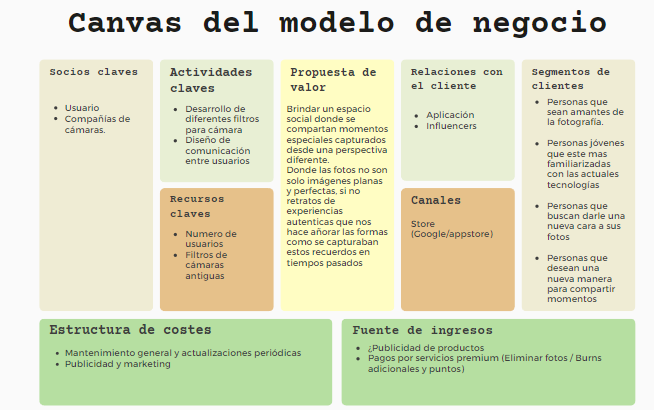 Canvas del modelo de negocio
Socios claves
Usuario
Compañías de
cámaras.
Actividades
claves
Desarrollo de
diferentes filtros
para cámara
Diseño de
comunicación
entre usuarios
Recursos
claves
Numero de
usuarios
Filtros de
cámaras
antiguas
Propuesta de
valor
Brindar un espacio
social donde se
compartan momentos
especiales capturados
desde una perspectiva
diferente.
Donde las fotos no son
solo imágenes planas
y perfectas, si no
retratos de
experiencias
autenticas que nos
hace añorar las formas
como se capturaban
estos recuerdos en
tiempos pasados
Relaciones con
el cliente
Aplicación
Influencers
Canales
Store
(Google/appstore)
Segmentos de
clientes
Personas que
sean amantes de
la fotografía.
Personas jóvenes
que este mas
familiarizadas
con las actuales
tecnologías
Personas que
buscan darle una
nueva cara a sus
fotos
Personas que
desean una
nueva manera
para compartir
momentos
Estructura de costes
Mantenimiento general y actualizaciones periódicas
Publicidad y marketing
Fuente de ingresos
¿Publicidad de productos
Pagos por servicios premium (Eliminar fotos / Burns
adicionales y puntos)